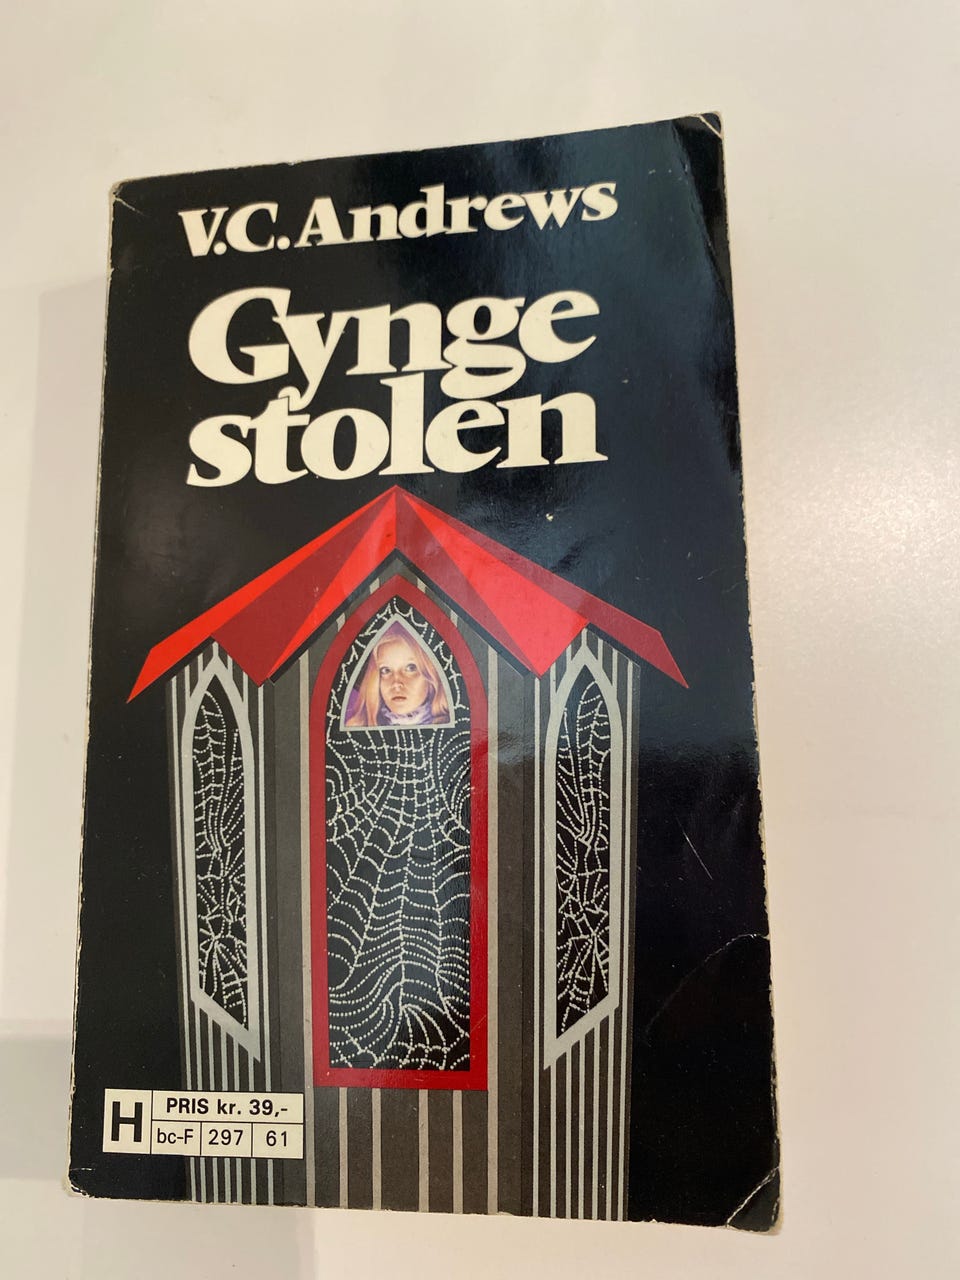 V.C. Andrews
Gynge
stolen
H
PRIS kr. 39,-
bc-F 297 61